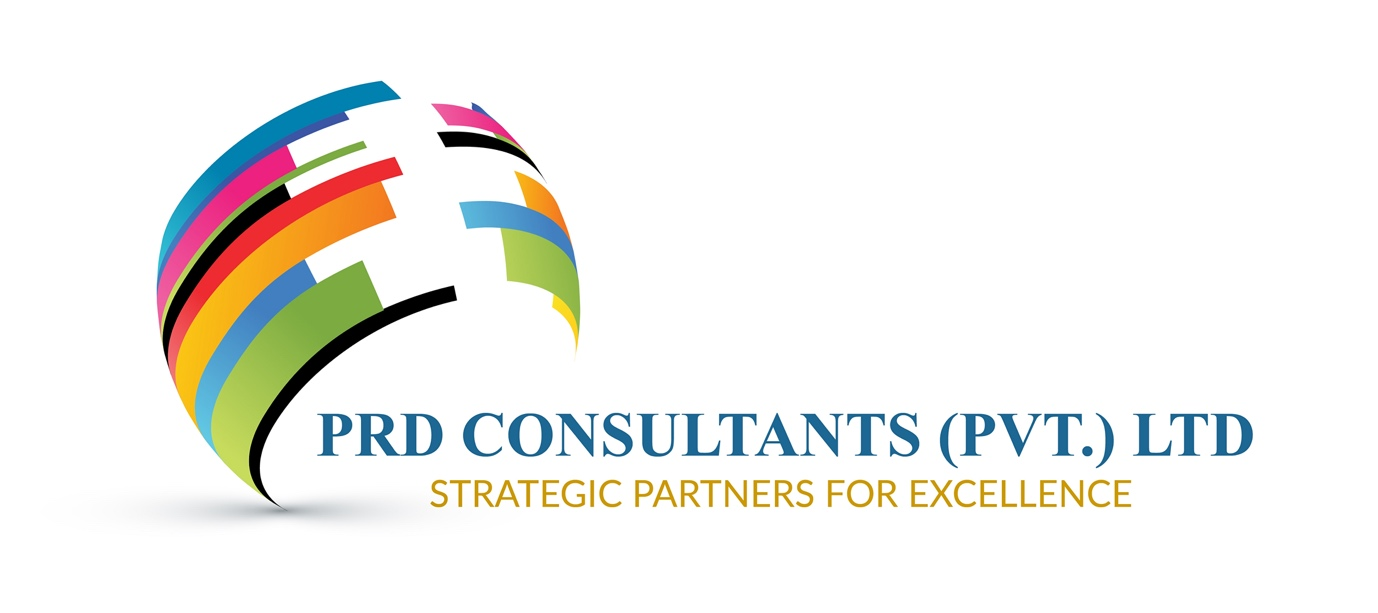 PRD CONSULTANTS (PVT.) LTD
STRATEGIC PARTNERS FOR EXCELLENCE